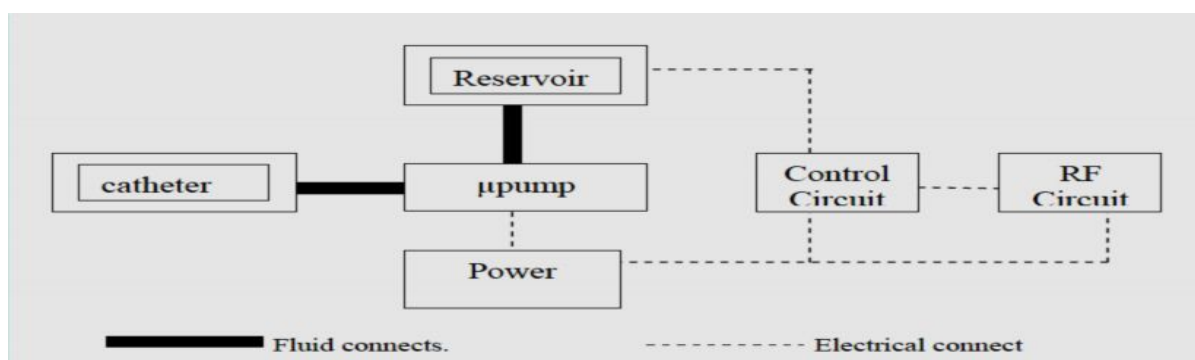 Reservoir
catheter
μpump
Control
Circuit
RF
Circuit
Power
Fluid connects.
Electrical connect